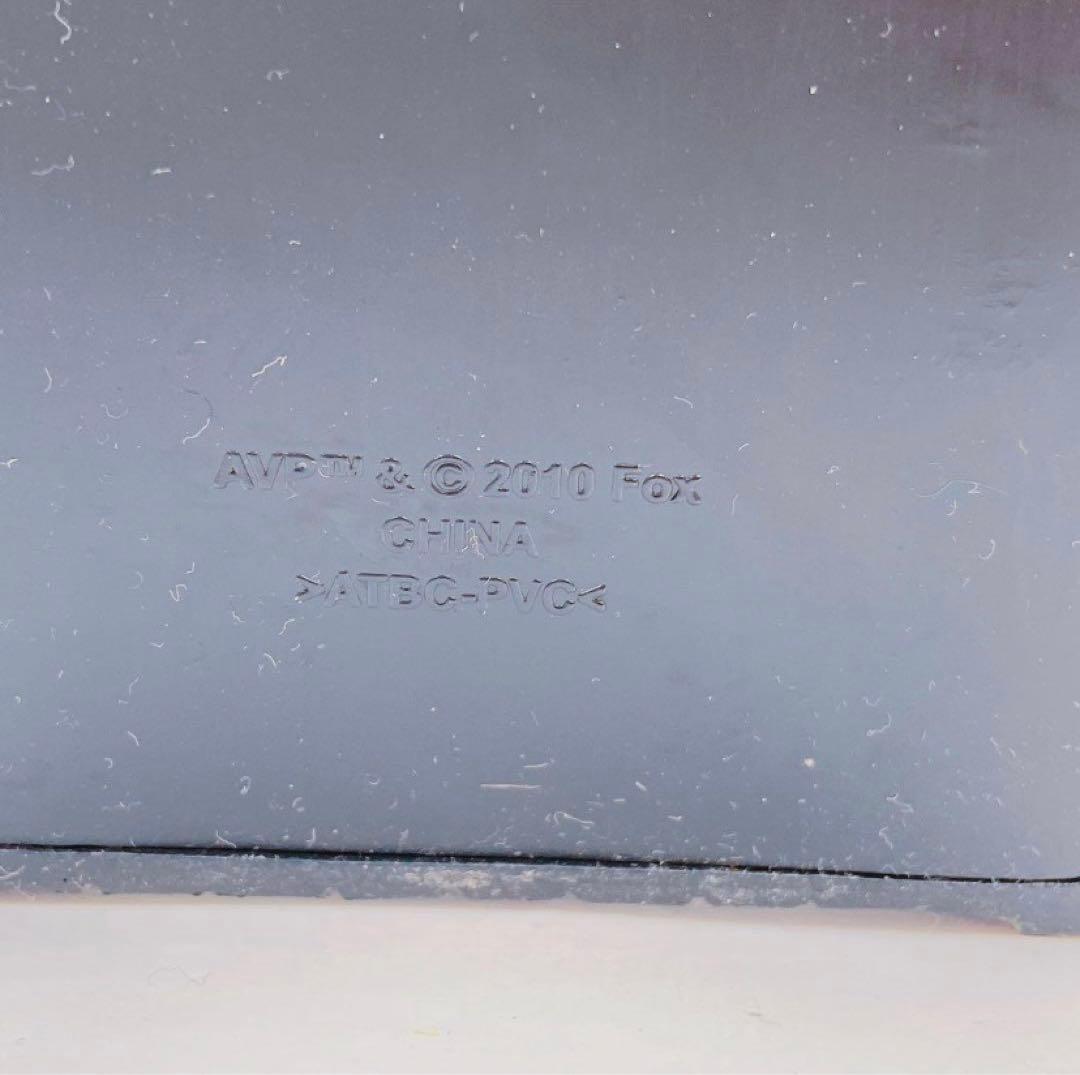 AVP™ & © 2010 Fox
CHINA
>ATBC-PVC<